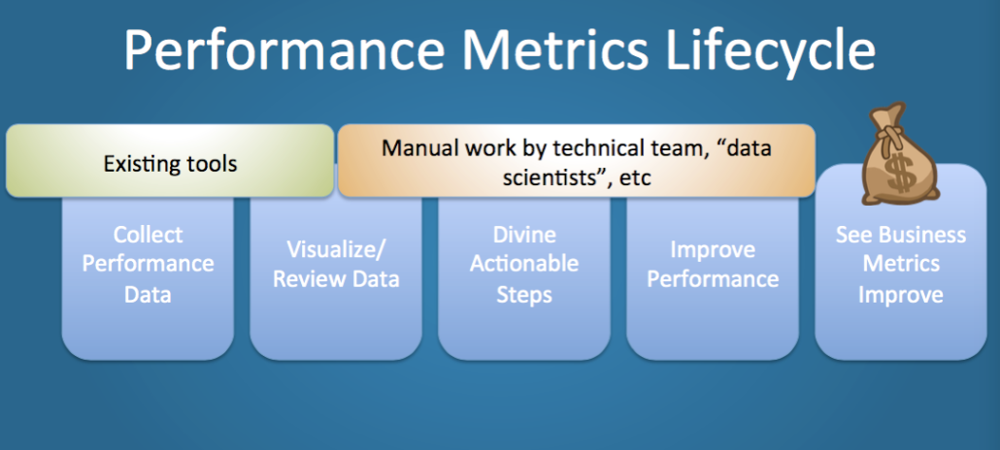 Performance Metrics Lifecycle
Existing tools
Manual work by technical team, “data
scientists”, etc
Collect
Performance
Data
Visualize/
Review Data
Divine
Actionable
Steps
Improve
Performance
See Business
Metrics
Improve
$